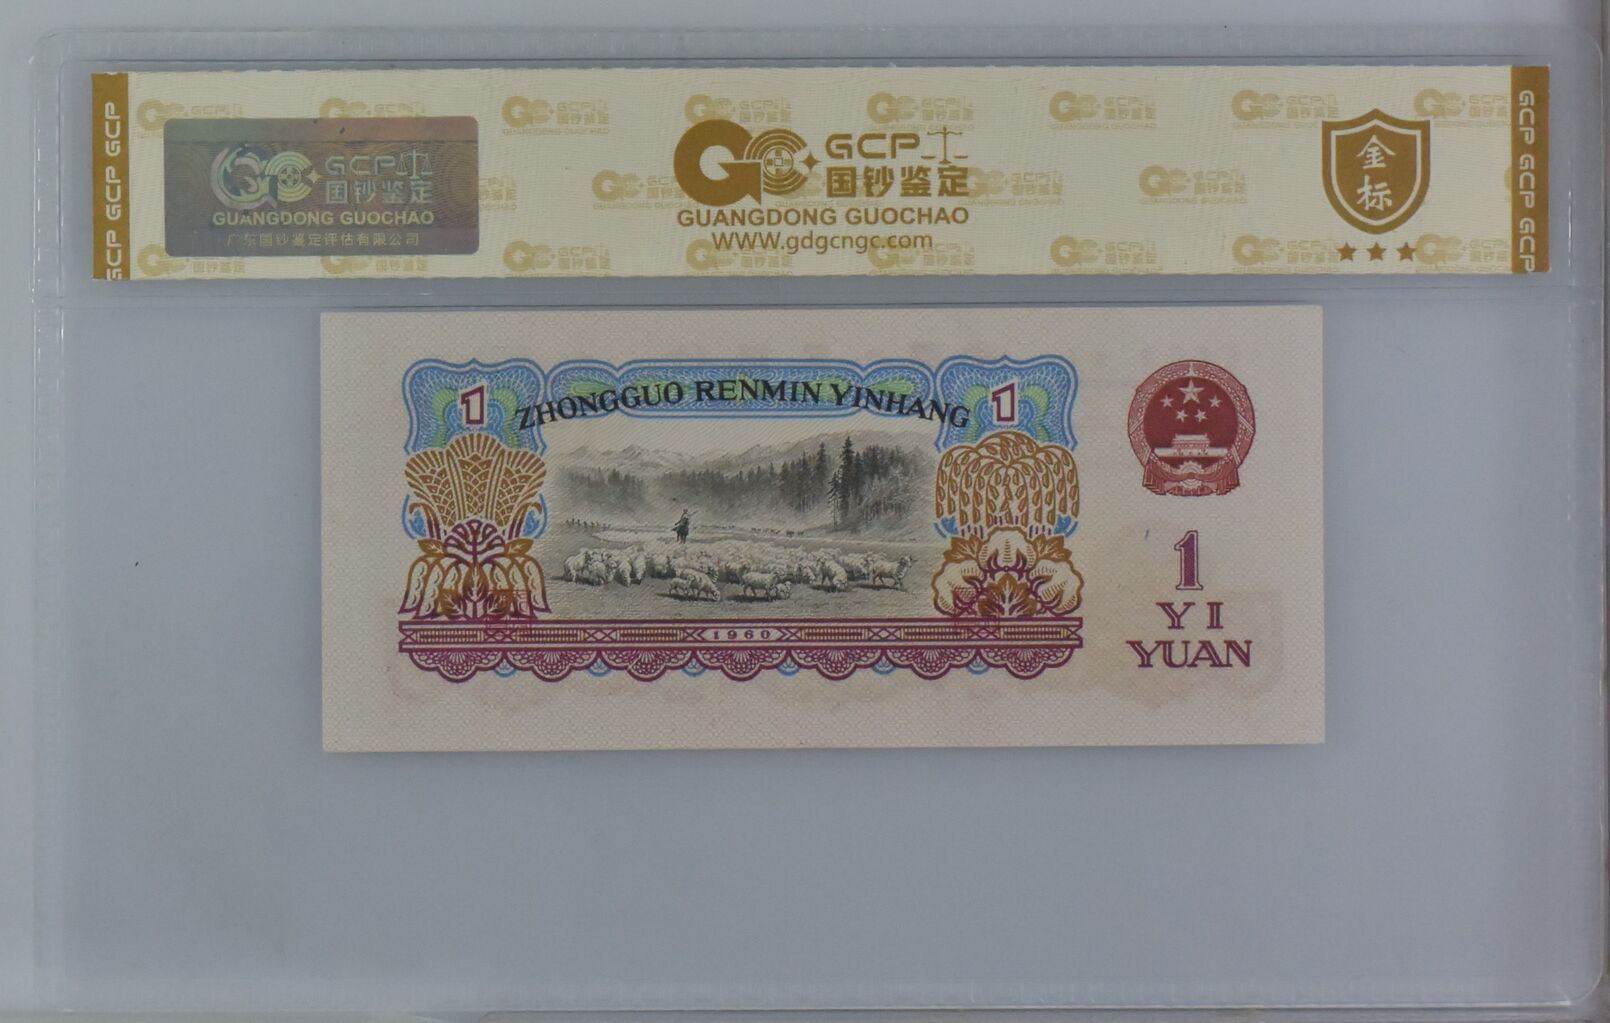 GCP GCP GCP
GCP
国钞鉴定
GUANGDONG GUOCHAO
广东国钞鉴定评估有限公司
GCP
国钞鉴定
GUANGDONG GUOCHAO
WWW.gdgcngc.com
金
标
GCP GCP GCP
1
ZHONGGUO RENMIN YINHANG
1
1960
1
YI
YUAN